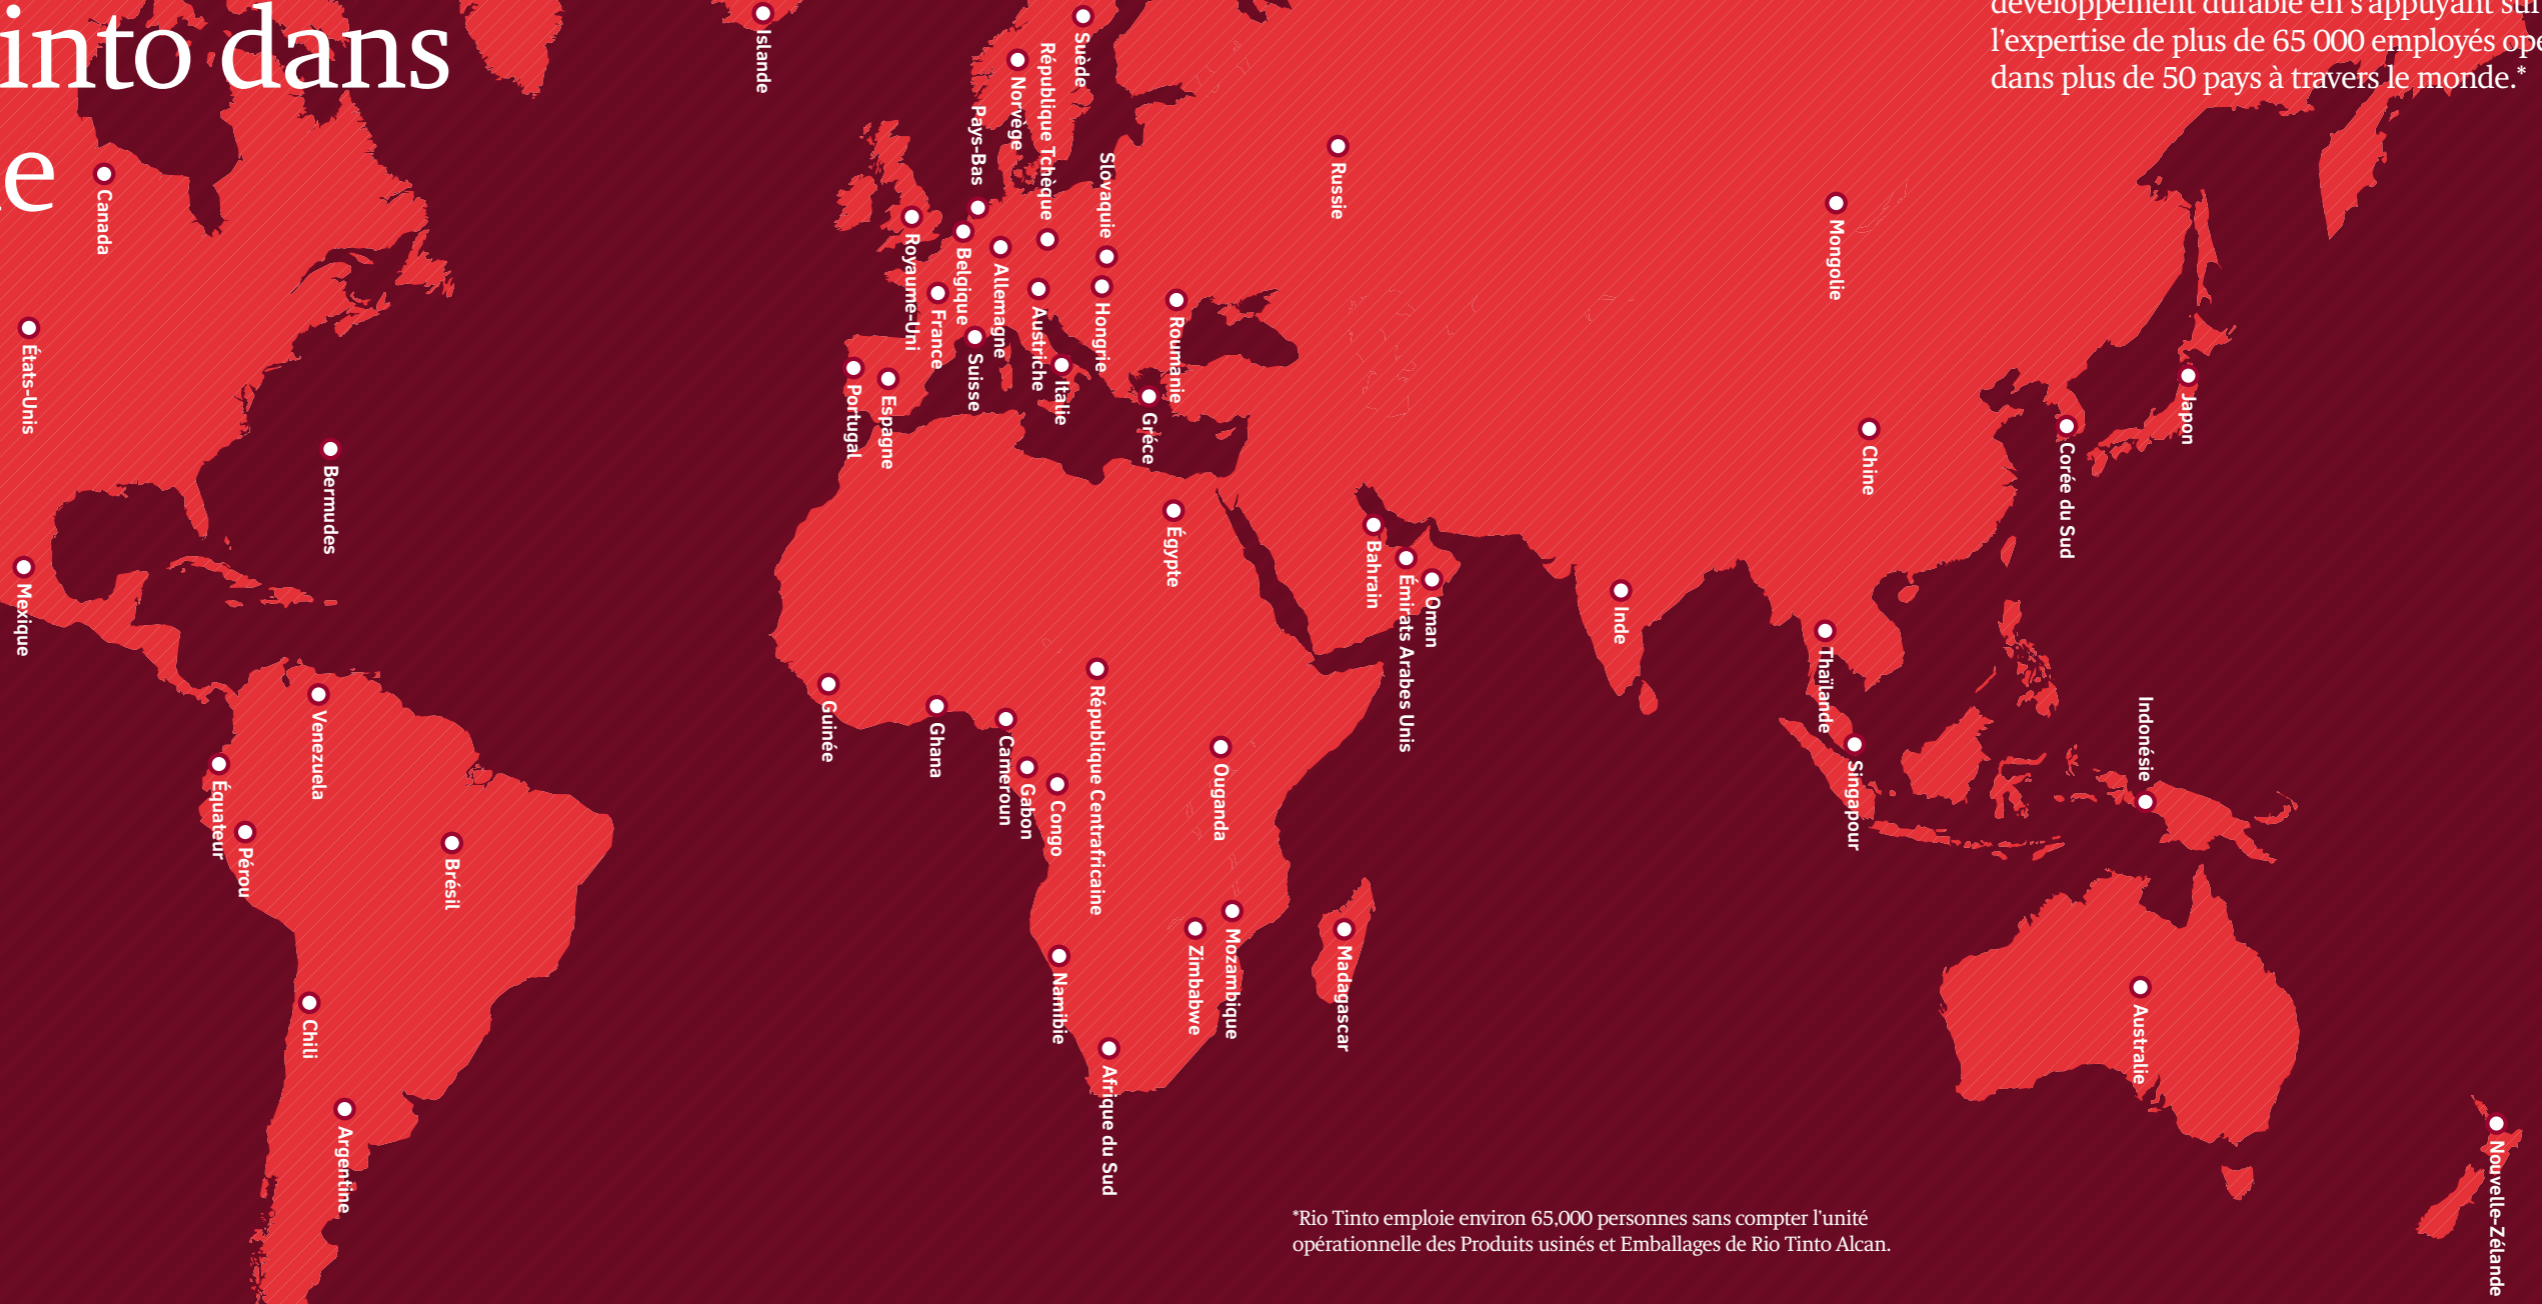 into dans
e
développement durable en s'appuyant sur
l'expertise de plus de 65 000 employés opé
dans plus de 50 pays à travers le monde.*
Islande
Suède
Norvège
République Tchèque
Pays-Bas
Slovaquie
Russie
Mongolie
Canada
Royaume-Uni
Belgique
Allemagne
France
Austriche
Hongrie
Roumanie
États-Unis
Suisse
Italie
Portugal
Espagne
Gréce
Japon
Corée du Sud
Chine
Bermudes
Égypte
Bahrain
Émirats Arabes Unis
Oman
Mexique
Inde
Thaïlande
Venezuela
Guinée
Ghana
Cameroun
République Centrafricaine
Gabon
Congo
Ouganda
Singapour
Indonésie
Équateur
Pérou
Brésil
Mozambique
Zimbabwe
Madagascar
Namibie
Chili
Australie
Afrique du Sud
Argentine
Nouvelle-Zélande
*Rio Tinto emploie environ 65,000 personnes sans compter l'unité
opérationnelle des Produits usinés et Emballages de Rio Tinto Alcan.